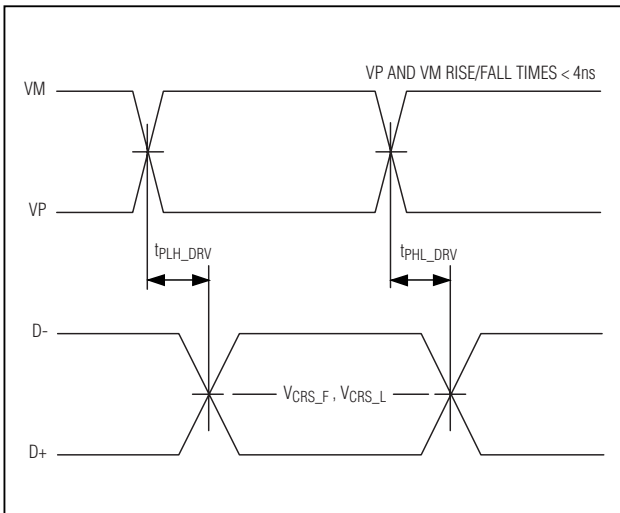 VP AND VM RISE/FALL TIMES < 4ns
VM
VP
tPLH_DRV
tPHL_DRV
D-
VCRS_F , VCRS_L
D+